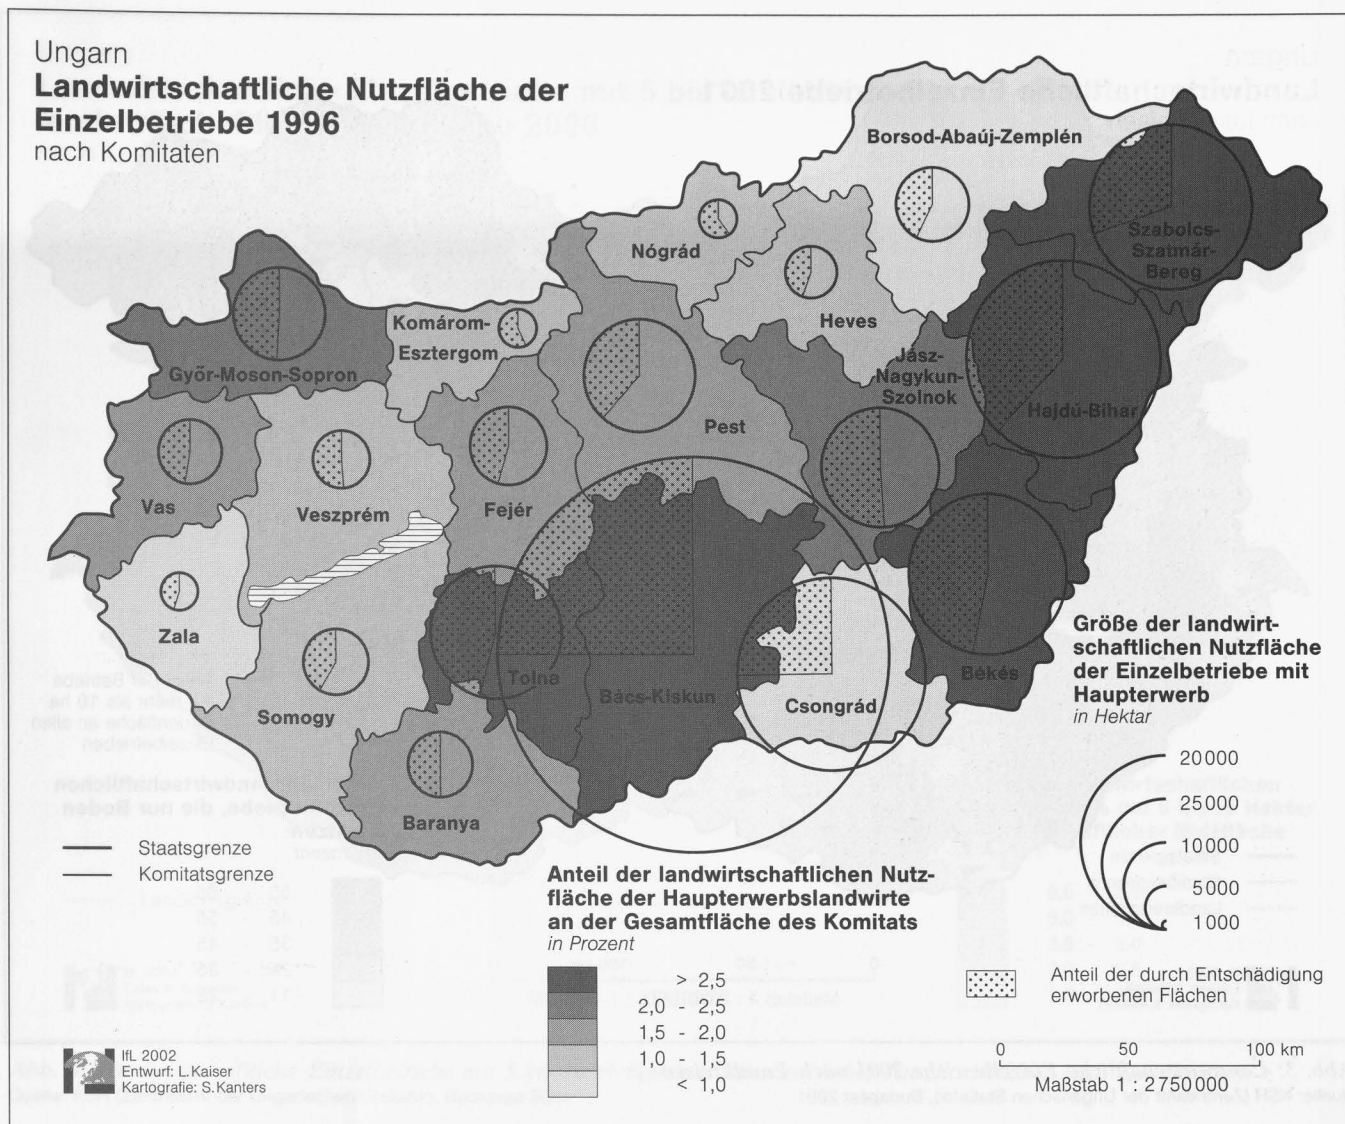 Ungarn
Landwirtschaftliche Nutzfläche der
Einzelbetriebe 1996
nach Komitaten
Borsod-Abaúj-Zemplén
Szabolcs-
Szatmár-
Bereg
Nógrád
Heves
Komárom-
Esztergom
Győr-Moson-Sopron
Jász-
Nagykun-
Szolnok
Hajdú-Bihar
Pest
Vas
Veszprém
Fejér
Zala
Tolna
Bács-Kiskun
Békés
Csongrád
Somogy
Baranya
Größe der landwirt-
schaftlichen Nutzfläche
der Einzelbetriebe mit
Haupterwerb
in Hektar
20000
25000
10000
5000
1000
Staatsgrenze
Komitatsgrenze
Anteil der landwirtschaftlichen Nutz-
fläche der Haupterwerbslandwirte
an der Gesamtfläche des Komitats
in Prozent
> 2,5
2,0 - 2,5
1,5 - 2,0
1,0 - 1,5
< 1,0
Anteil der durch Entschädigung
erworbenen Flächen
0 50 100 km
Maßstab 1 : 2750000
IfL 2002
Entwurf: L. Kaiser
Kartografie: S. Kanters